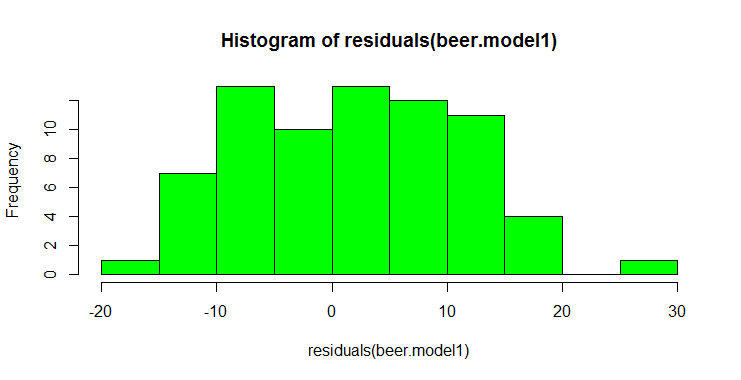 Histogram of residuals(beer.model1)
Frequency
10
8
6
4
2
0
-20 -10 0 10 20 30
residuals(beer.model1)